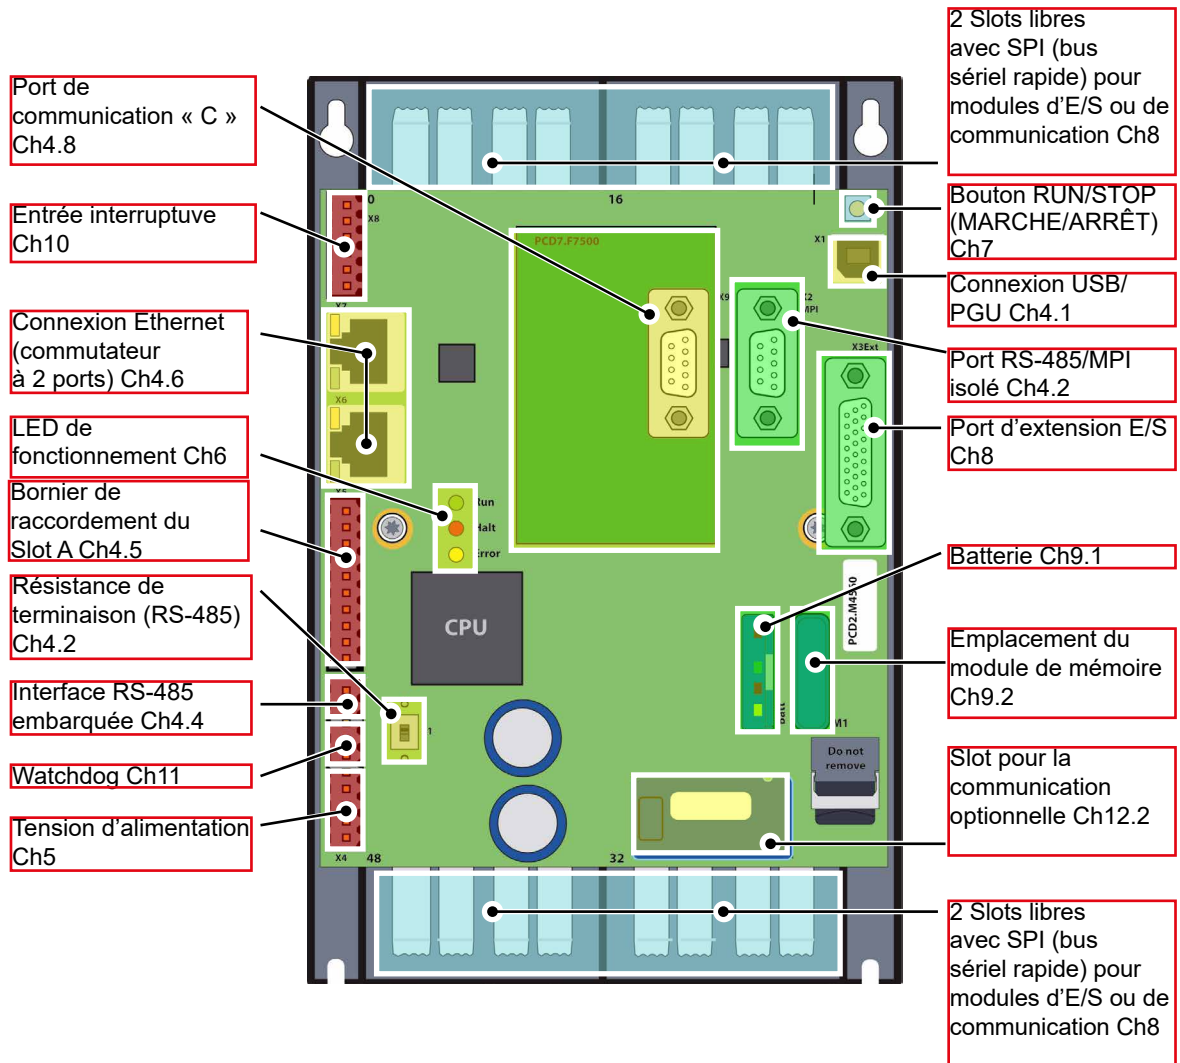 Port de
communication « C »
Ch4.8
Entrée interruptuve
Ch10
Connexion Ethernet
(commutateur
à 2 ports) Ch4.6
LED de
fonctionnement Ch6
Bornier de
raccordement du
Slot A Ch4.5
Résistance de
terminaison (RS-485)
Ch4.2
Interface RS-485
embarquée Ch4.4
Watchdog Ch11
Tension d’alimentation
Ch5
0
16
X8
PCD7.F7500
X1
X7
X9
X2
MPI
X3Ext
X6
X5
Run
Halt
Error
CPU
PCD2.M4560
Batt
M1
1
Do not
remove
X4
48
32
2 Slots libres
avec SPI (bus
sériel rapide) pour
modules d’E/S ou de
communication Ch8
Bouton RUN/STOP
(MARCHE/ARRÊT)
Ch7
Connexion USB/
PGU Ch4.1
Port RS-485/MPI
isolé Ch4.2
Port d’extension E/S
Ch8
Batterie Ch9.1
Emplacement du
module de mémoire
Ch9.2
Slot pour la
communication
optionnelle Ch12.2
2 Slots libres
avec SPI (bus
sériel rapide) pour
modules d’E/S ou de
communication Ch8